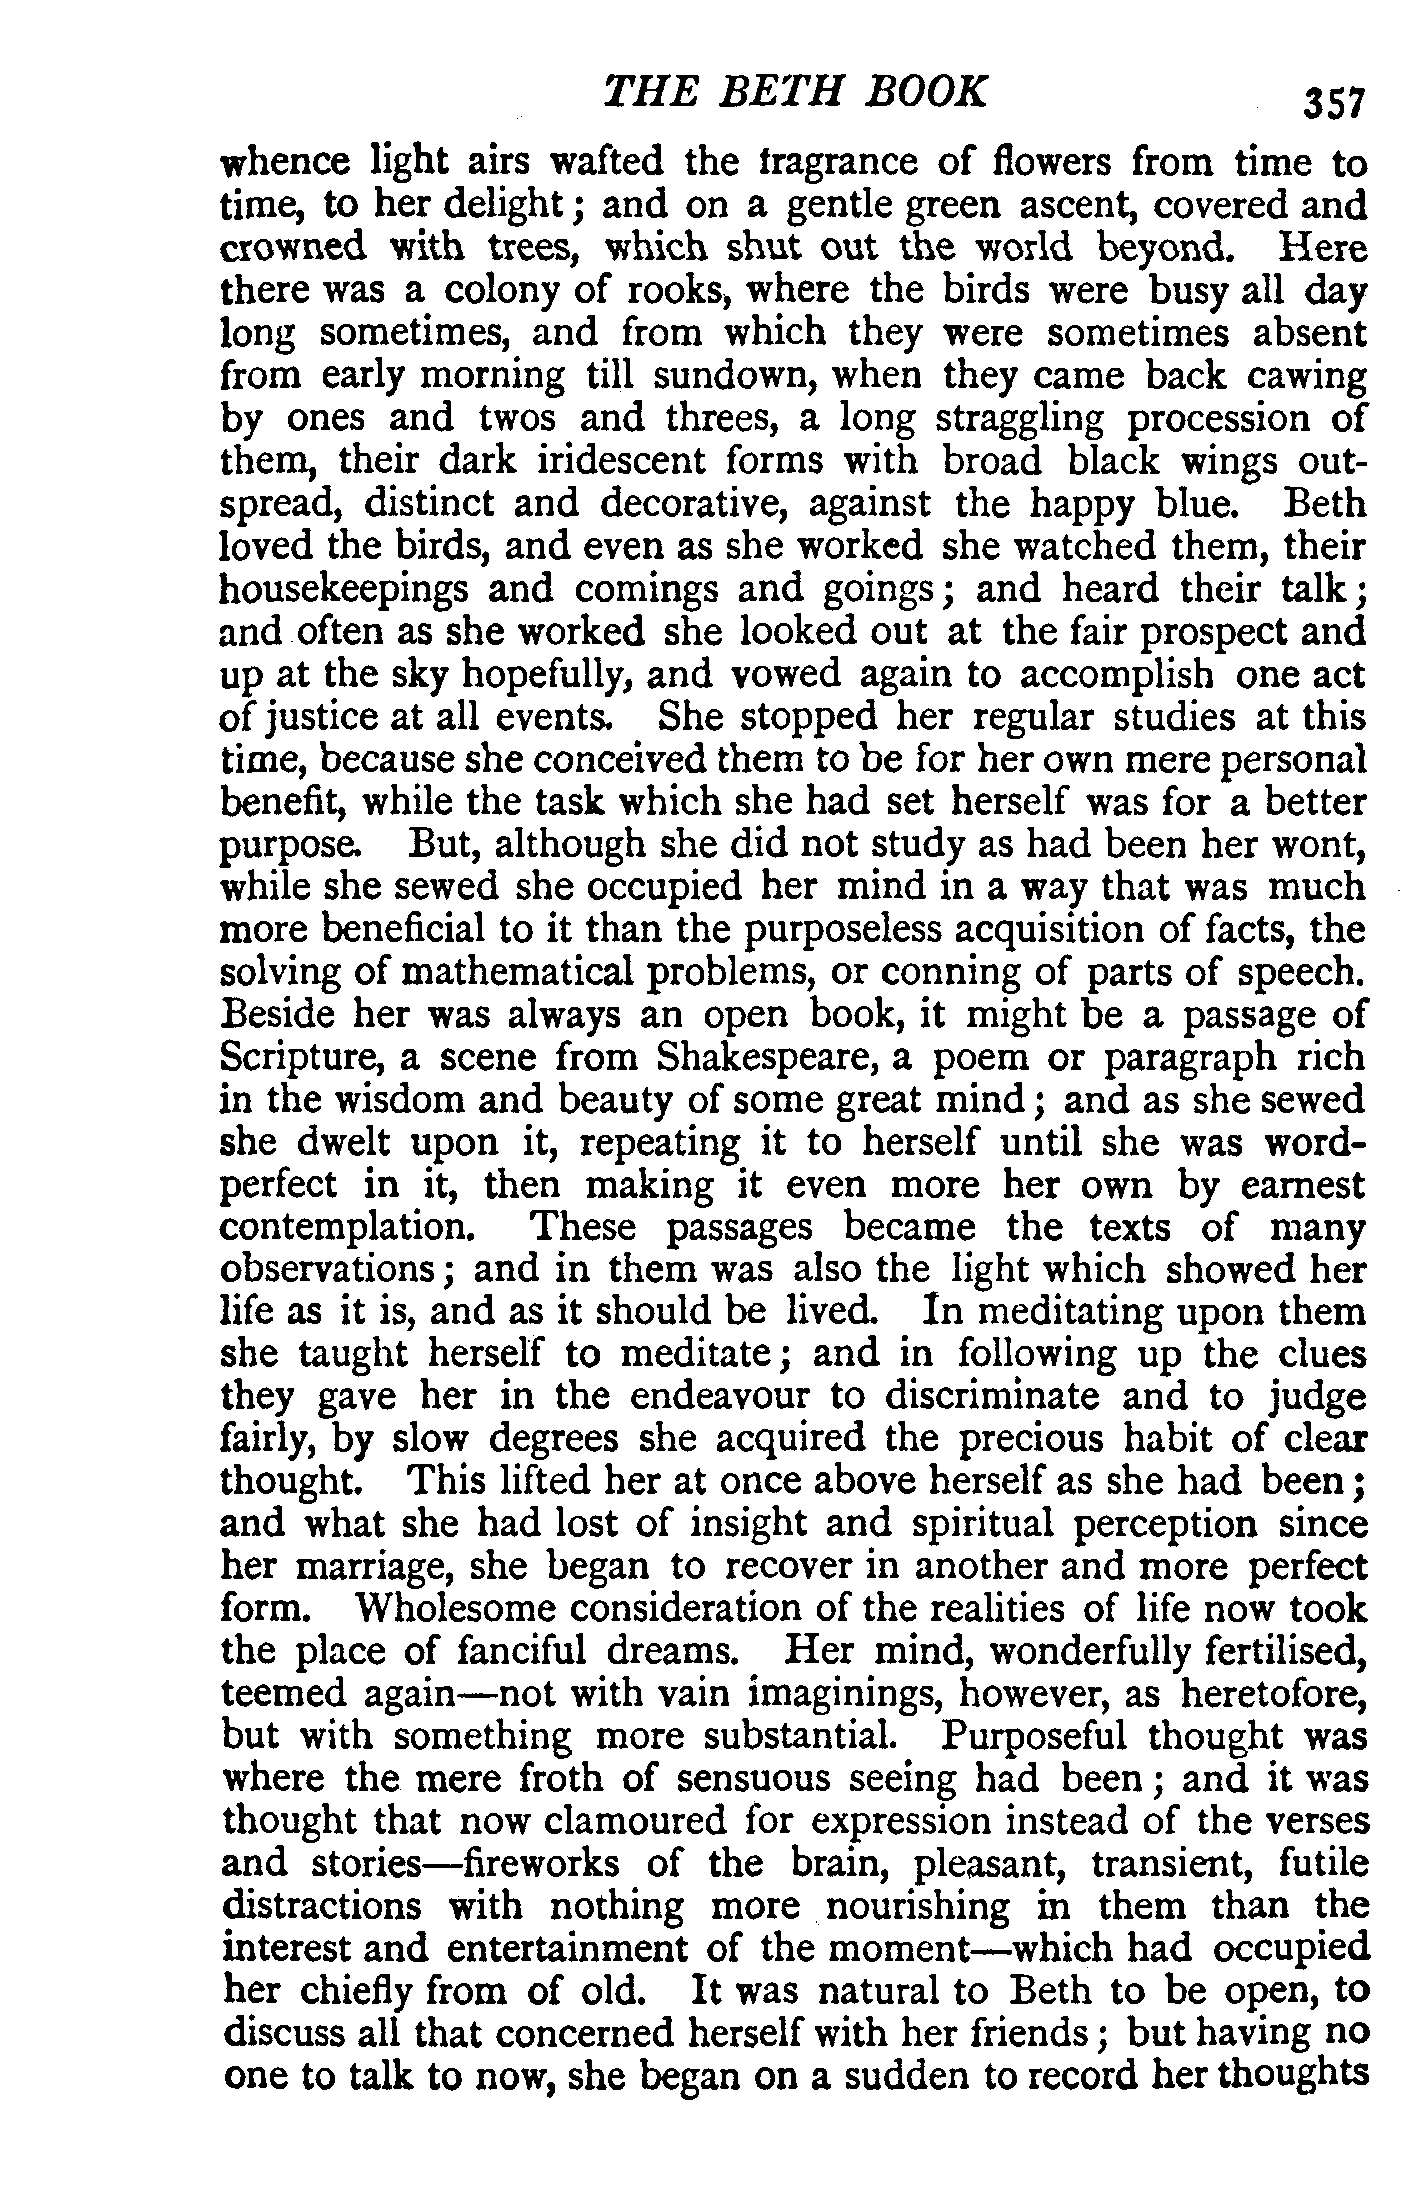 THE BETH BOOK 357
whence light airs wafted the fragrance of flowers from time to
time, to her delight; and on a gentle green ascent, covered and
crowned with trees, which shut out the world beyond. Here
there was a colony of rooks, where the birds were busy all day
long sometimes, and from which they were sometimes absent
from early morning till sundown, when they came back cawing
by ones and twos and threes, a long straggling procession of
them, their dark iridescent forms with broad black wings out-
spread, distinct and decorative, against the happy blue. Beth
loved the birds, and even as she worked she watched them, their
housekeepings and comings and goings; and heard their talk;
and often as she worked she looked out at the fair prospect and
up at the sky hopefully, and vowed again to accomplish one act
of justice at all events. She stopped her regular studies at this
time, because she conceived them to be for her own mere personal
benefit, while the task which she had set herself was for a better
purpose. But, although she did not study as had been her wont,
while she sewed she occupied her mind in a way that was much
more beneficial to it than the purposeless acquisition of facts, the
solving of mathematical problems, or conning of parts of speech.
Beside her was always an open book, it might be a passage of
Scripture, a scene from Shakespeare, a poem or paragraph rich
in the wisdom and beauty of some great mind; and as she sewed
she dwelt upon it, repeating it to herself until she was word-
perfect in it, then making it even more her own by earnest
contemplation. These passages became the texts of many
observations; and in them was also the light which showed her
life as it is, and as it should be lived. In meditating upon them
she taught herself to meditate; and in following up the clues
they gave her in the endeavour to discriminate and to judge
fairly, by slow degrees she acquired the precious habit of clear
thought. This lifted her at once above herself as she had been;
and what she had lost of insight and spiritual perception since
her marriage, she began to recover in another and more perfect
form. Wholesome consideration of the realities of life now took
the place of fanciful dreams. Her mind, wonderfully fertilised,
teemed again—not with vain imaginings, however, as heretofore,
but with something more substantial. Purposeful thought was
where the mere froth of sensuous seeing had been; and it was
thought that now clamoured for expression instead of the verses
and stories—fireworks of the brain, pleasant, transient, futile
distractions with nothing more nourishing in them than the
interest and entertainment of the moment—which had occupied
her chiefly from of old. It was natural to Beth to be open, to
discuss all that concerned herself with her friends; but having no
one to talk to now, she began on a sudden to record her thoughts